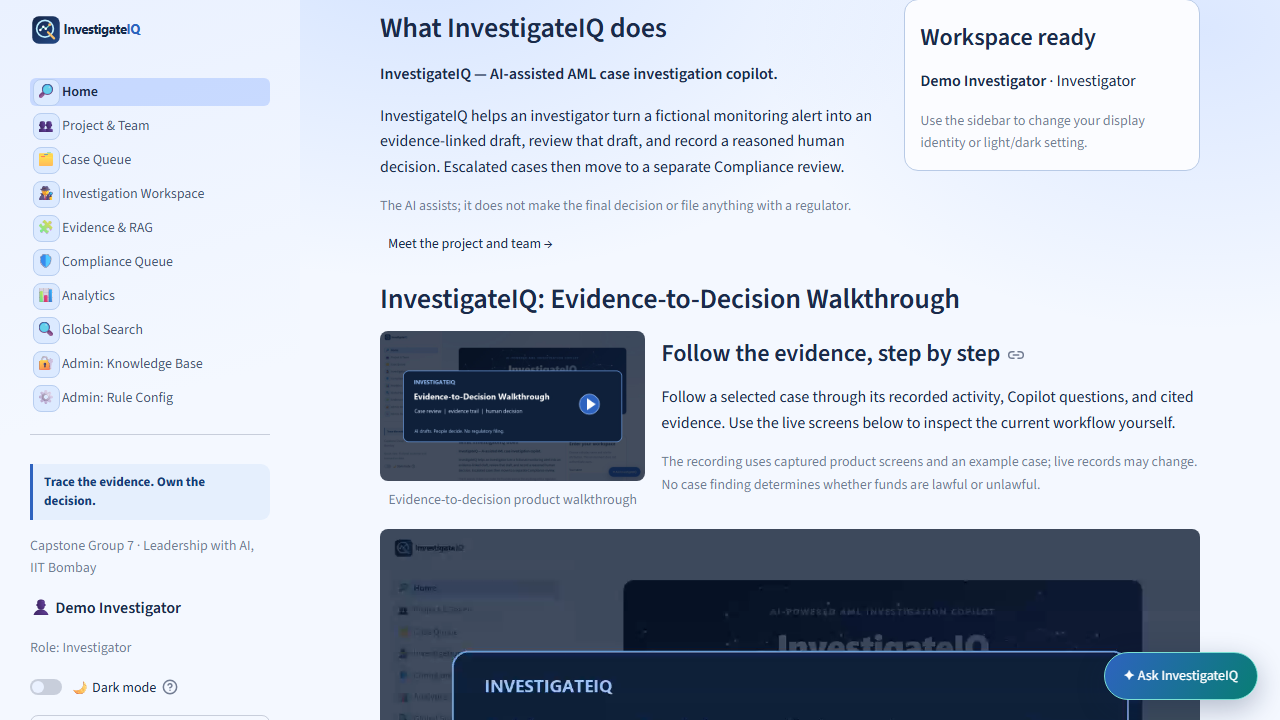 InvestigateIQ
Home
Project & Team
Case Queue
Investigation Workspace
Evidence & RAG
Compliance Queue
Analytics
Global Search
Admin: Knowledge Base
Admin: Rule Config
Trace the evidence. Own the
decision.
Capstone Group 7 · Leadership with AI,
IIT Bombay
Demo Investigator
Role: Investigator
Dark mode
What InvestigateIQ does
InvestigateIQ — AI-assisted AML case investigation copilot.
InvestigateIQ helps an investigator turn a fictional monitoring alert into an
evidence-linked draft, review that draft, and record a reasoned human
decision. Escalated cases then move to a separate Compliance review.
The AI assists; it does not make the final decision or file anything with a regulator.
Meet the project and team →
Workspace ready
Demo Investigator · Investigator
Use the sidebar to change your display
identity or light/dark setting.
InvestigateIQ: Evidence-to-Decision Walkthrough
INVESTIGATEIQ
Evidence-to-Decision Walkthrough
Case review | evidence trail | human decision
AI drafts. People decide. No regulatory filing.
Evidence-to-decision product walkthrough
Follow the evidence, step by step
Follow a selected case through its recorded activity, Copilot questions, and cited
evidence. Use the live screens below to inspect the current workflow yourself.
The recording uses captured product screens and an example case; live records may change.
No case finding determines whether funds are lawful or unlawful.
AI-POWERED AML INVESTIGATION COPILOT
InvestigateIQ
INVESTIGATEIQ
✦ Ask InvestigateIQ